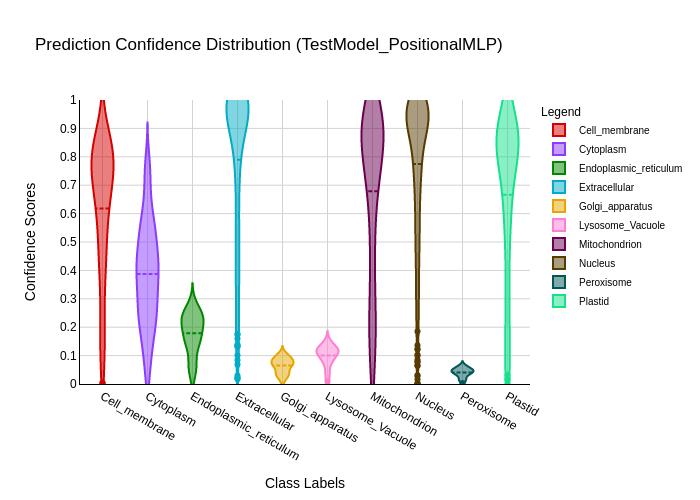 Prediction Confidence Distribution (TestModel_PositionalMLP)
Confidence Scores
1
0.9
0.8
0.7
0.6
0.5
0.4
0.3
0.2
0.1
0
Cell_membrane
Cytoplasm
Endoplasmic_reticulum
Extracellular
Golgi_apparatus
Lysosome_Vacuole
Mitochondrion
Nucleus
Peroxisome
Plastid
Class Labels
Legend
Cell_membrane
Cytoplasm
Endoplasmic_reticulum
Extracellular
Golgi_apparatus
Lysosome_Vacuole
Mitochondrion
Nucleus
Peroxisome
Plastid